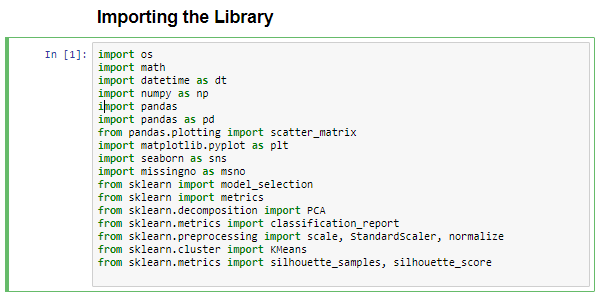 Importing the Library
In [1]:
import os
import math
import datetime as dt
import numpy as np
import pandas
import pandas as pd
from pandas.plotting import scatter_matrix
import matplotlib.pyplot as plt
import seaborn as sns
import missingno as msno
from sklearn import model_selection
from sklearn import metrics
from sklearn.decomposition import PCA
from sklearn.metrics import classification_report
from sklearn.preprocessing import scale, StandardScaler, normalize
from sklearn.cluster import KMeans
from sklearn.metrics import silhouette_samples, silhouette_score